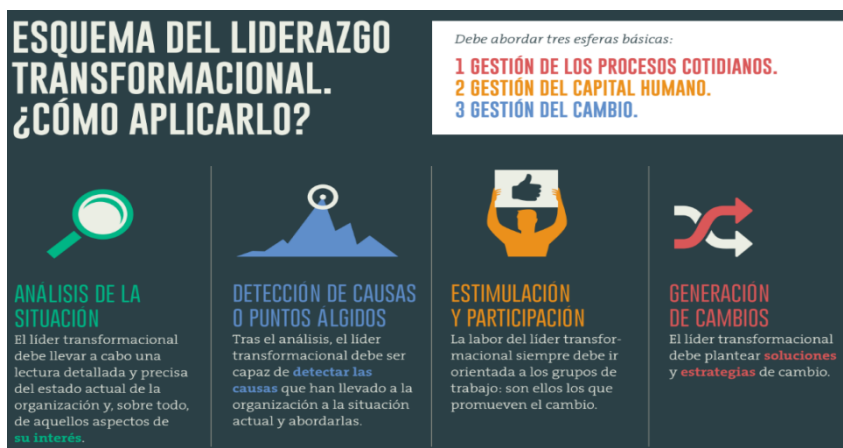 ESQUEMA DEL LIDERAZGO
TRANSFORMACIONAL.
¿CÓMO APLICARLO?
Debe abordar tres esferas básicas:
1 GESTIÓN DE LOS PROCESOS COTIDIANOS.
2 GESTIÓN DEL CAPITAL HUMANO.
3 GESTIÓN DEL CAMBIO.
ANÁLISIS DE LA
SITUACIÓN
El líder transformacional
debe llevar a cabo una
lectura detallada y precisa
del estado actual de la
organización y, sobre todo,
de aquellos aspectos de
su interés.
DETECCIÓN DE CAUSAS
O PUNTOS ÁLGIDOS
Tras el análisis, el líder
transformacional debe ser
capaz de detectar las
causas que han llevado a la
organización a la situación
actual y abordarlas.
ESTIMULACIÓN
Y PARTICIPACIÓN
La labor del líder transfor-
macional siempre debe ir
orientada a los grupos de
trabajo: son ellos los que
promueven el cambio.
GENERACIÓN
DE CAMBIOS
El líder transformacional
debe plantear soluciones
y estrategias de cambio.